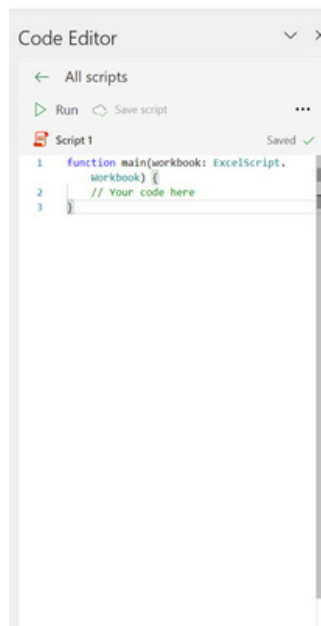 Code Editor
All scripts
Run Save script
Script 1 Saved
1 function main(workbook: ExcelScript.
Workbook) {
2 // Your code here
3 }